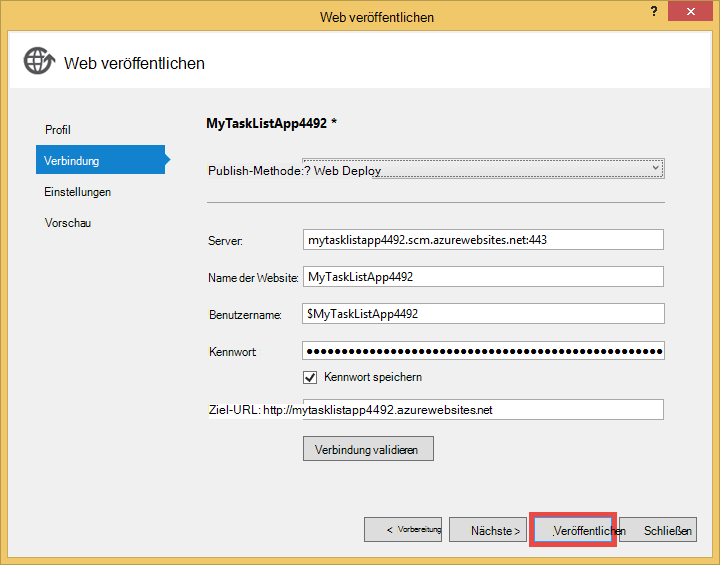 Web veröffentlichen
?
Web veröffentlichen
Profil
Verbindung
Einstellungen
Vorschau
MyTaskListApp4492 *
Publish-Methode:? Web Deploy
Server: mytasklistapp4492.scm.azurewebsites.net:443
Name der Website: MyTaskListApp4492
Benutzername: $MyTaskListApp4492
Kennwort
Kennwort speichern
Ziel-URL: http://mytasklistapp4492.azurewebsites.net
Verbindung validieren
< Vorbereitung Nächste > .Veröffentlichen Schließen